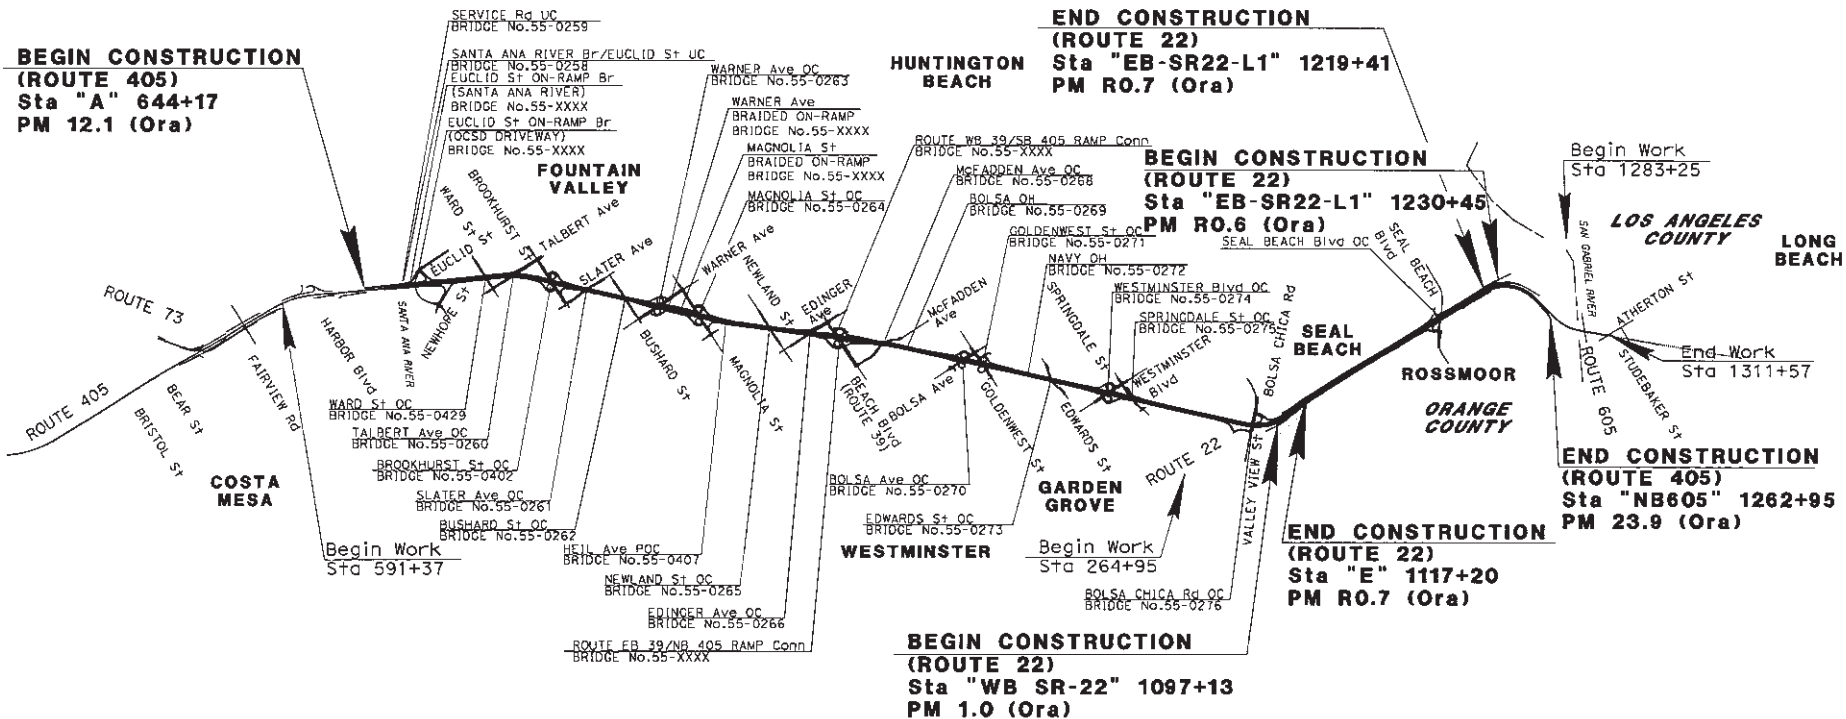 SERVICE Rd UC
BRIDGE No.55-0259
BEGIN CONSTRUCTION
(ROUTE 405)
Sta "A" 644+17
PM 12.1 (Ora)
SANTA ANA RIVER Br/EUCLID St UC
BRIDGE No.55-0258
EUCLID St ON-RAMP Br
(SANTA ANA RIVER)
BRIDGE No.55-XXXX
EUCLID St ON-RAMP Br
(OCSD DRIVEWAY)
BRIDGE No.55-XXXX
FOUNTAIN
VALLEY
WARNER Ave OC
BRIDGE No.55-0263
WARNER Ave
BRAIDED ON-RAMP
BRIDGE No.55-XXXX
MAGNOLIA St
BRAIDED ON-RAMP
BRIDGE No.55-XXXX
MAGNOLIA St OC
BRIDGE No.55-0264
HUNTINGTON
BEACH
END CONSTRUCTION
(ROUTE 22)
Sta "EB-SR22-L1" 1219+41
PM R0.7 (Ora)
ROUTE WB 39/SB 405 RAMP Conn
BRIDGE No.55-XXXX
McFADDEN Ave OC
BRIDGE No.55-0268
BOLSA OH
BRIDGE No.55-0269
GOLDENWEST St OC
BRIDGE No.55-0271
NAVY OH
BRIDGE No.55-0272
WESTMINSTER Blvd OC
BRIDGE No.55-0274
SPRINGDALE St OC
BRIDGE No.55-0275
BEGIN CONSTRUCTION
(ROUTE 22)
Sta "EB-SR22-L1" 1230+45
PM R0.6 (Ora)
SEAL BEACH Blvd OC
Begin Work
Sta 1283+25
LOS ANGELES
COUNTY
LONG
BEACH
SAN GABRIEL RIVER
ATHERTON St
End Work
Sta 1311+57
STUDEBAKER St
ROUTE 605
SEAL BEACH
Blvd
SEAL
BEACH
ROSSMOOR
ORANGE
COUNTY
ROUTE 73
ROUTE 405
BEAR St
BRISTOL St
FAIRVIEW Rd
HARBOR Blvd
SANTA ANA RIVER
NEWHOPE St
EUCLID St
WARD St
BROOKHURST
St
TALBERT Ave
SLATER Ave
BUSHARD St
WARNER Ave
MAGNOLIA St
NEWLAND St
EDINGER
Ave
BEACH Blvd
(ROUTE 39)
McFADDEN
Ave
BOLSA Ave
GOLDENWEST St
EDWARDS St
SPRINGDALE St
WESTMINSTER
Blvd
BOLSA CHICA Rd
VALLEY VIEW St
ROUTE 22
COSTA
MESA
Begin Work
Sta 591+37
WARD St OC
BRIDGE No.55-0429
TALBERT Ave OC
BRIDGE No.55-0260
BROOKHURST St OC
BRIDGE No.55-0402
SLATER Ave OC
BRIDGE No.55-0261
BUSHARD St OC
BRIDGE No.55-0262
HEIL Ave POC
BRIDGE No.55-0407
NEWLAND St OC
BRIDGE No.55-0265
EDINGER Ave OC
BRIDGE No.55-0266
ROUTE EB 39/NB 405 RAMP Conn
BRIDGE No.55-XXXX
BOLSA Ave OC
BRIDGE No.55-0270
EDWARDS St OC
BRIDGE No.55-0273
WESTMINSTER
GARDEN
GROVE
Begin Work
Sta 264+95
BOLSA CHICA Rd OC
BRIDGE No.55-0276
BEGIN CONSTRUCTION
(ROUTE 22)
Sta "WB SR-22" 1097+13
PM 1.0 (Ora)
END CONSTRUCTION
(ROUTE 22)
Sta "E" 1117+20
PM R0.7 (Ora)
END CONSTRUCTION
(ROUTE 405)
Sta "NB605" 1262+95
PM 23.9 (Ora)